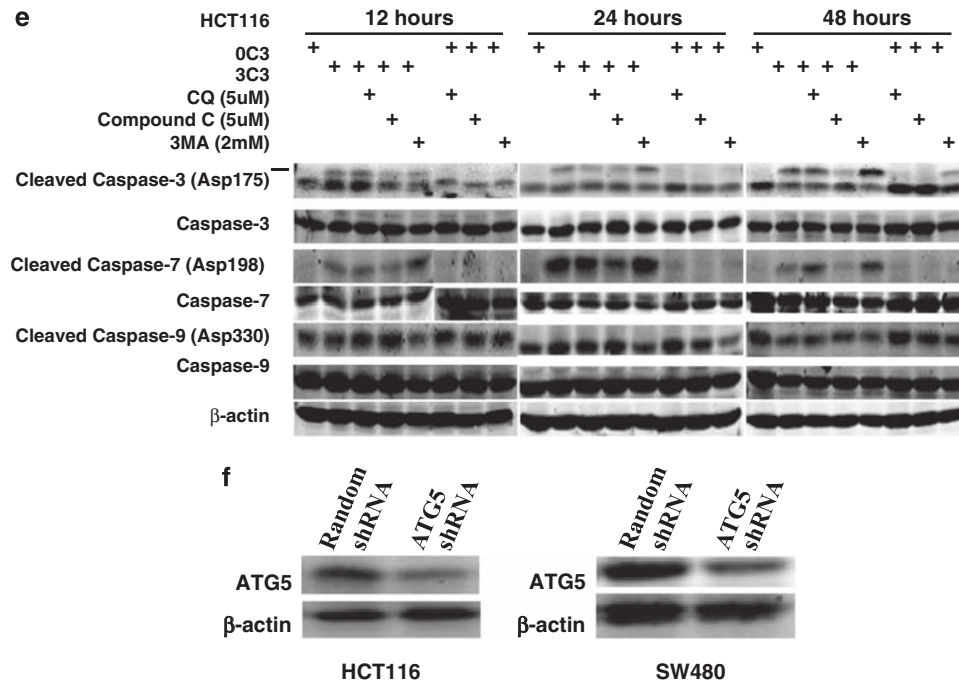 e
HCT116 12 hours 24 hours 48 hours
0C3 + + + + + + + + + + + +
3C3 + + + + + + + + + + + +
CQ (5uM) + + + + + +
Compound C (5uM) + + + + + +
3MA (2mM) + + + + + +
Cleaved Caspase-3 (Asp175)
Caspase-3
Cleaved Caspase-7 (Asp198)
Caspase-7
Cleaved Caspase-9 (Asp330)
Caspase-9
β-actin
f
Random shRNA ATG5 shRNA Random shRNA ATG5 shRNA
ATG5 ATG5
β-actin β-actin
HCT116 SW480